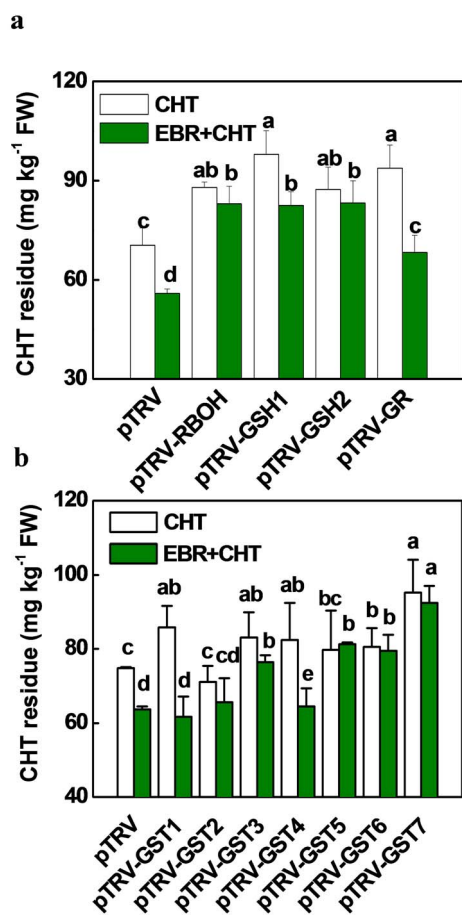 a
CHT residue (mg kg⁻¹ FW)
120
90
60
30
CHT
EBR+CHT
c
d
ab
b
a
b
ab
b
a
c
pTRV
pTRV-RBOH
pTRV-GSH1
pTRV-GSH2
pTRV-GR
b
CHT residue (mg kg⁻¹ FW)
120
100
80
60
40
CHT
EBR+CHT
c
d
ab
d
c
cd
ab
b
ab
e
bc
b
b
b
a
a
pTRV
pTRV-GST1
pTRV-GST2
pTRV-GST3
pTRV-GST4
pTRV-GST5
pTRV-GST6
pTRV-GST7